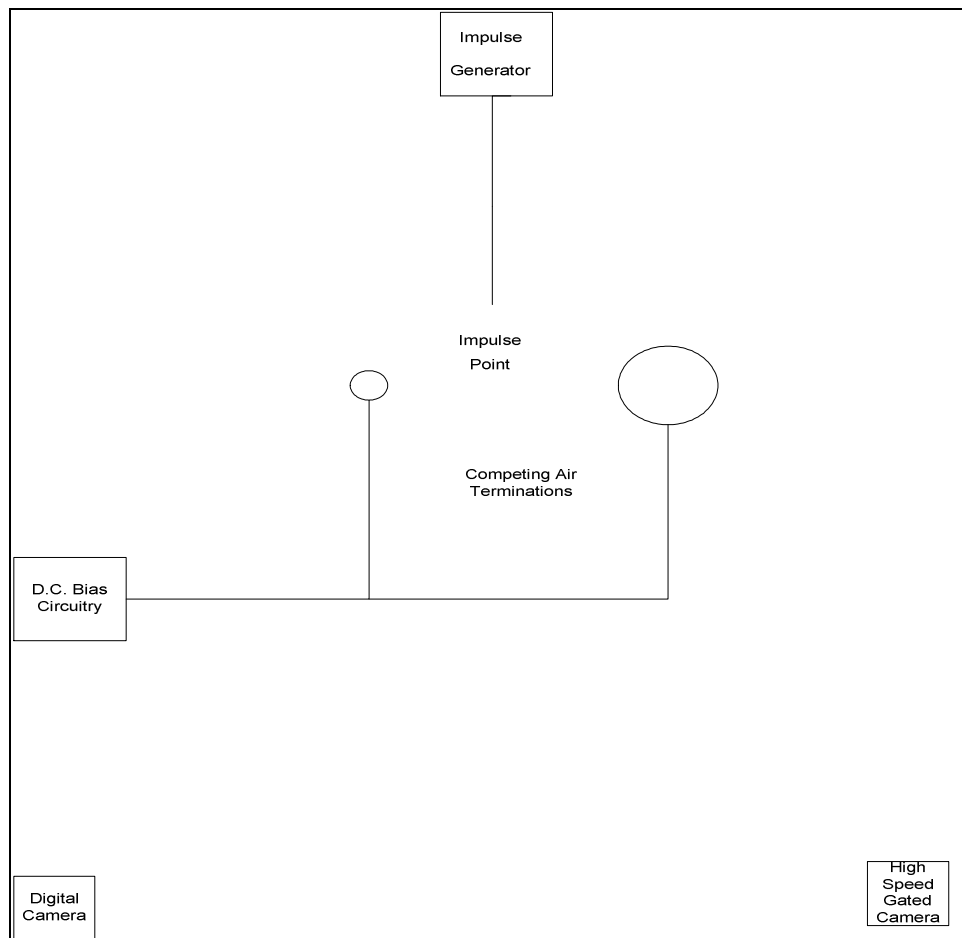 Impulse
Generator
Impulse
Point
Competing Air
Terminations
D.C. Bias
Circuitry
Digital
Camera
High
Speed
Gated
Camera